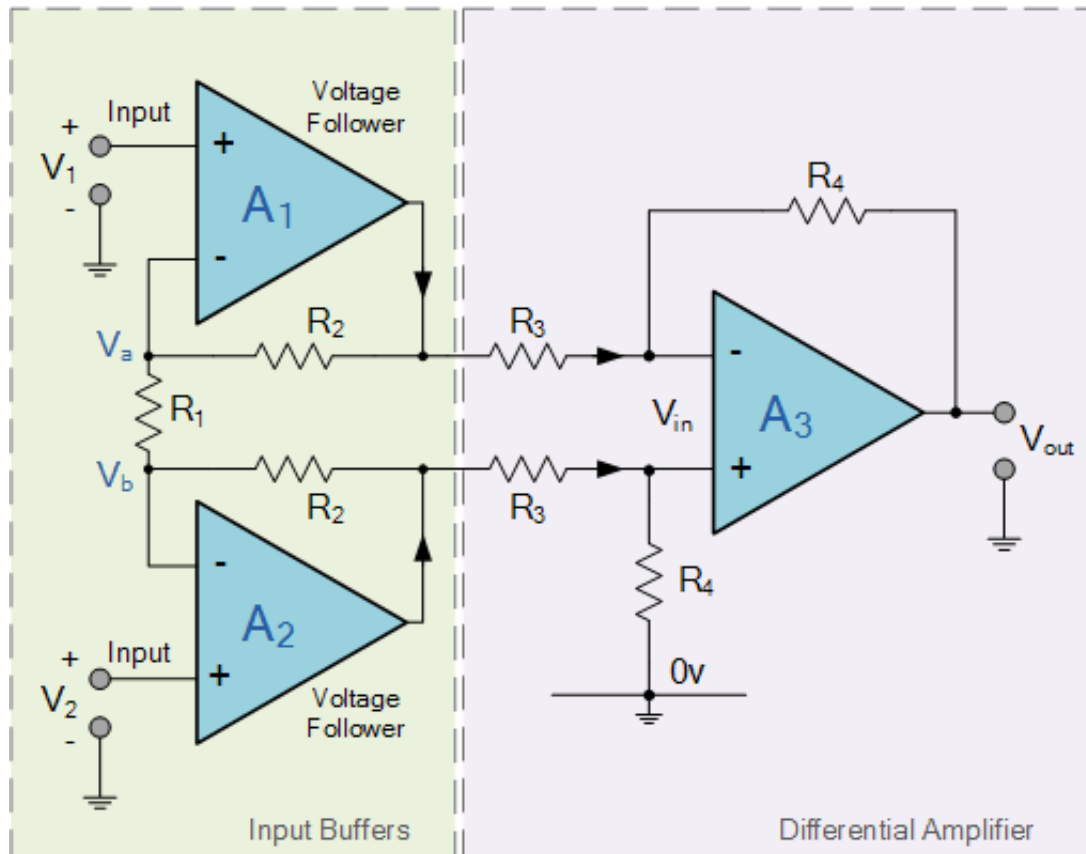 Input
Voltage
Follower
+
V1
-
+
A1
-
R4
Va
R2
R3
R1
-
Vin
A3
+
Vout
Vb
R2
R3
-
A2
+
R4
+
Input
V2
-
Voltage
Follower
0v
Input Buffers
Differential Amplifier